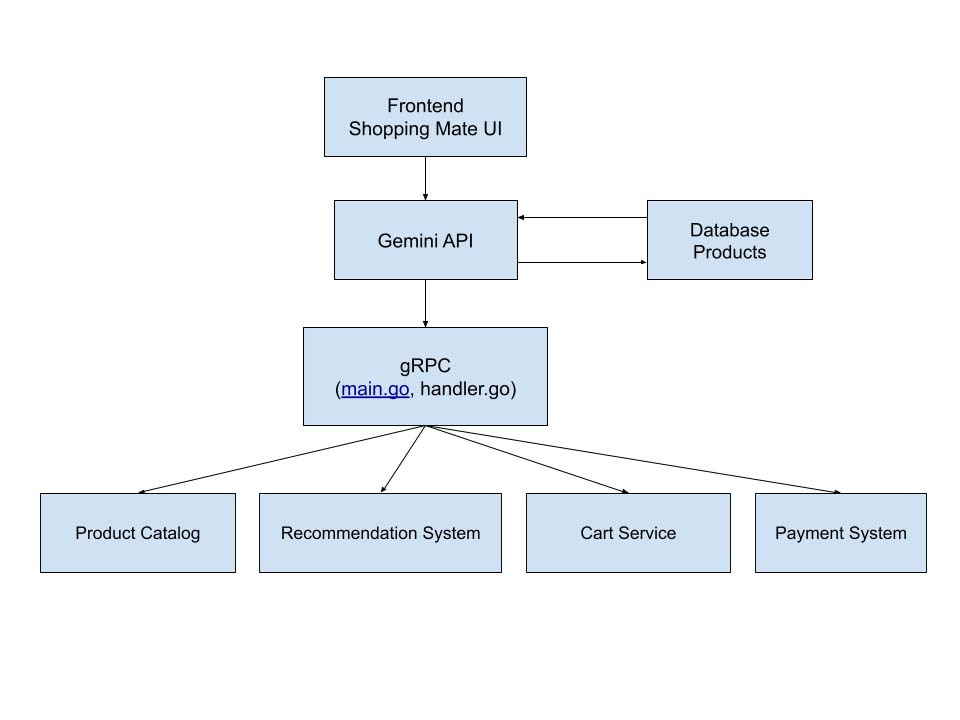 Frontend
Shopping Mate UI
Gemini API
Database
Products
gRPC
(main.go, handler.go)
Product Catalog
Recommendation System
Cart Service
Payment System